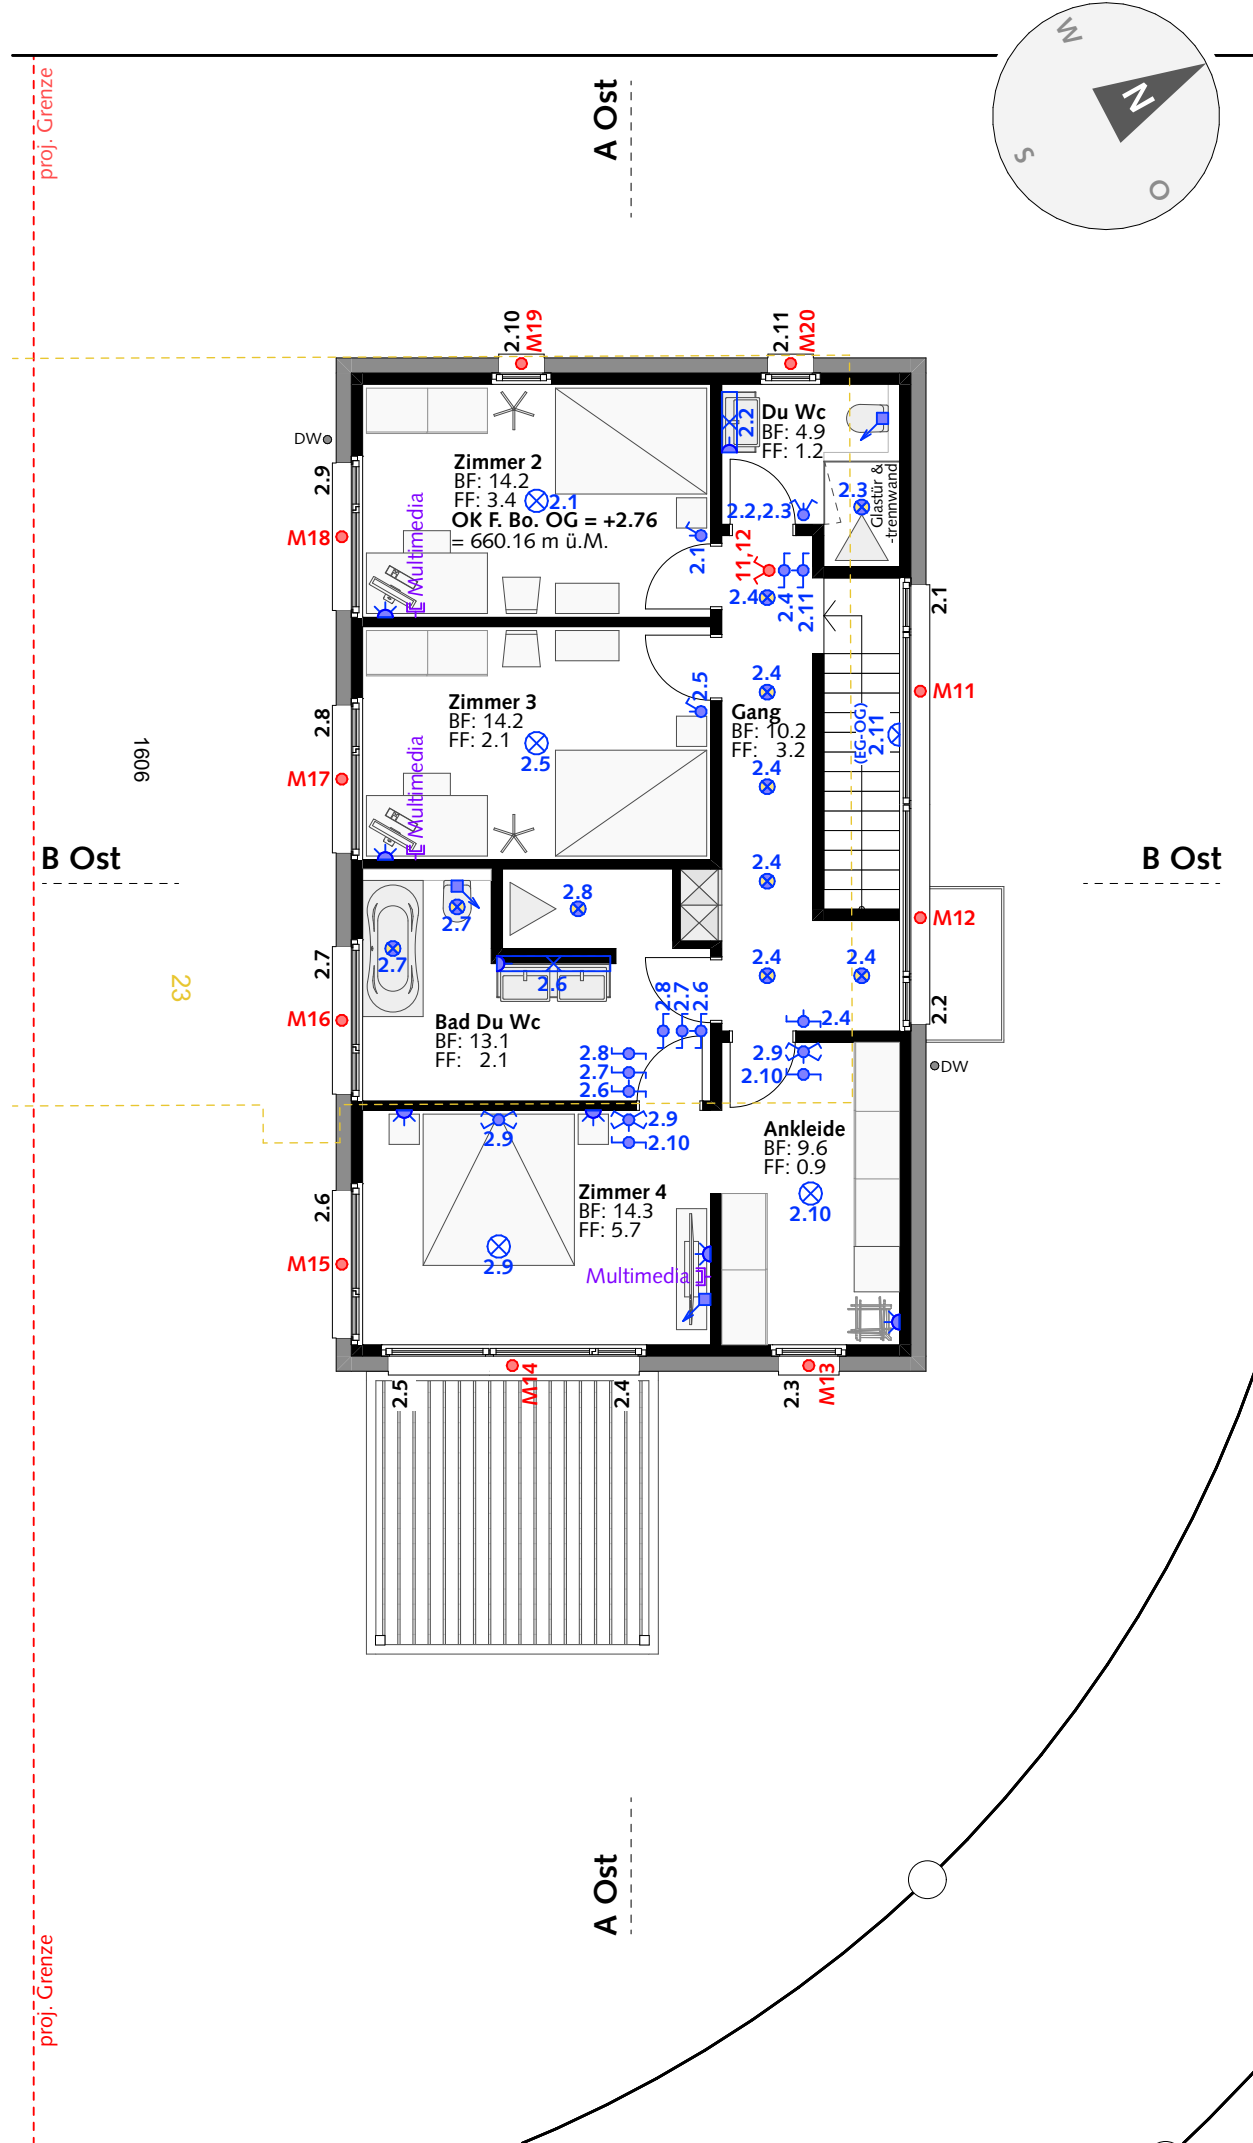 W
N
S
O
proj. Grenze
A Ost
2.10
M19
2.11
M20
DW
2.9
M18
Zimmer 2
BF: 14.2
FF: 3.4
2.1
OK F. Bo. OG = +2.76
= 660.16 m ü.M.
Multimedia
2.1
2.2
Du Wc
BF: 4.9
FF: 1.2
2.3
Glastür &
-trennwand
2.2,2.3
11,12
2.4
2.4
2.11
2.1
M11
2.8
M17
Zimmer 3
BF: 14.2
FF: 2.1
2.5
2.5
Multimedia
2.4
Gang
BF: 10.2
FF: 3.2
2.4
(EG-OG)
2.11
1606
B Ost
B Ost
2.4
M12
2.2
DW
23
2.7
M16
2.7
2.7
2.8
2.6
Bad Du Wc
BF: 13.1
FF: 2.1
2.8
2.7
2.6
2.8
2.7
2.6
2.4
2.4
2.4
2.9
2.10
2.9
2.9
2.10
Ankleide
BF: 9.6
FF: 0.9
2.10
2.6
M15
Zimmer 4
BF: 14.3
FF: 5.7
2.9
Multimedia
2.5
M14
2.4
2.3
M13
A Ost
proj. Grenze